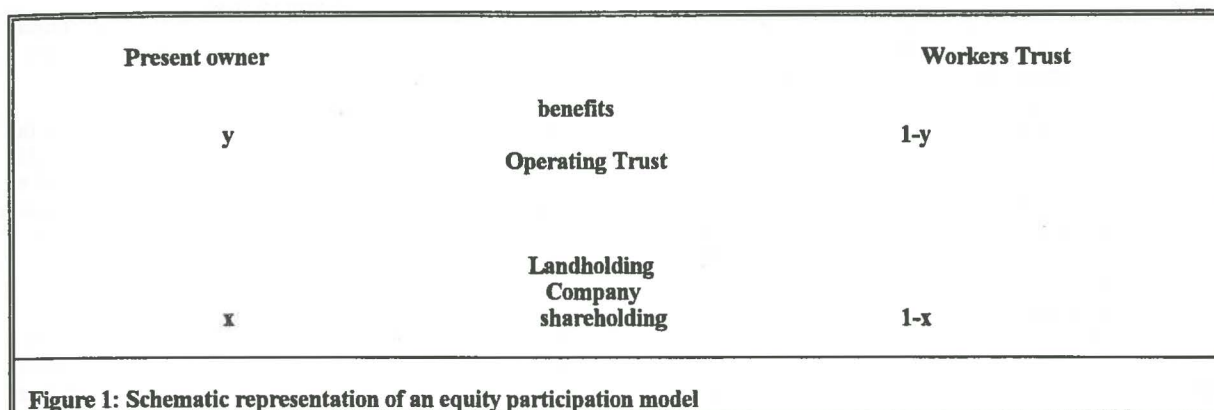 Present owner Workers Trust
benefits
y 1-y
Operating Trust
Landholding
Company
x shareholding 1-x
Figure 1: Schematic representation of an equity participation model